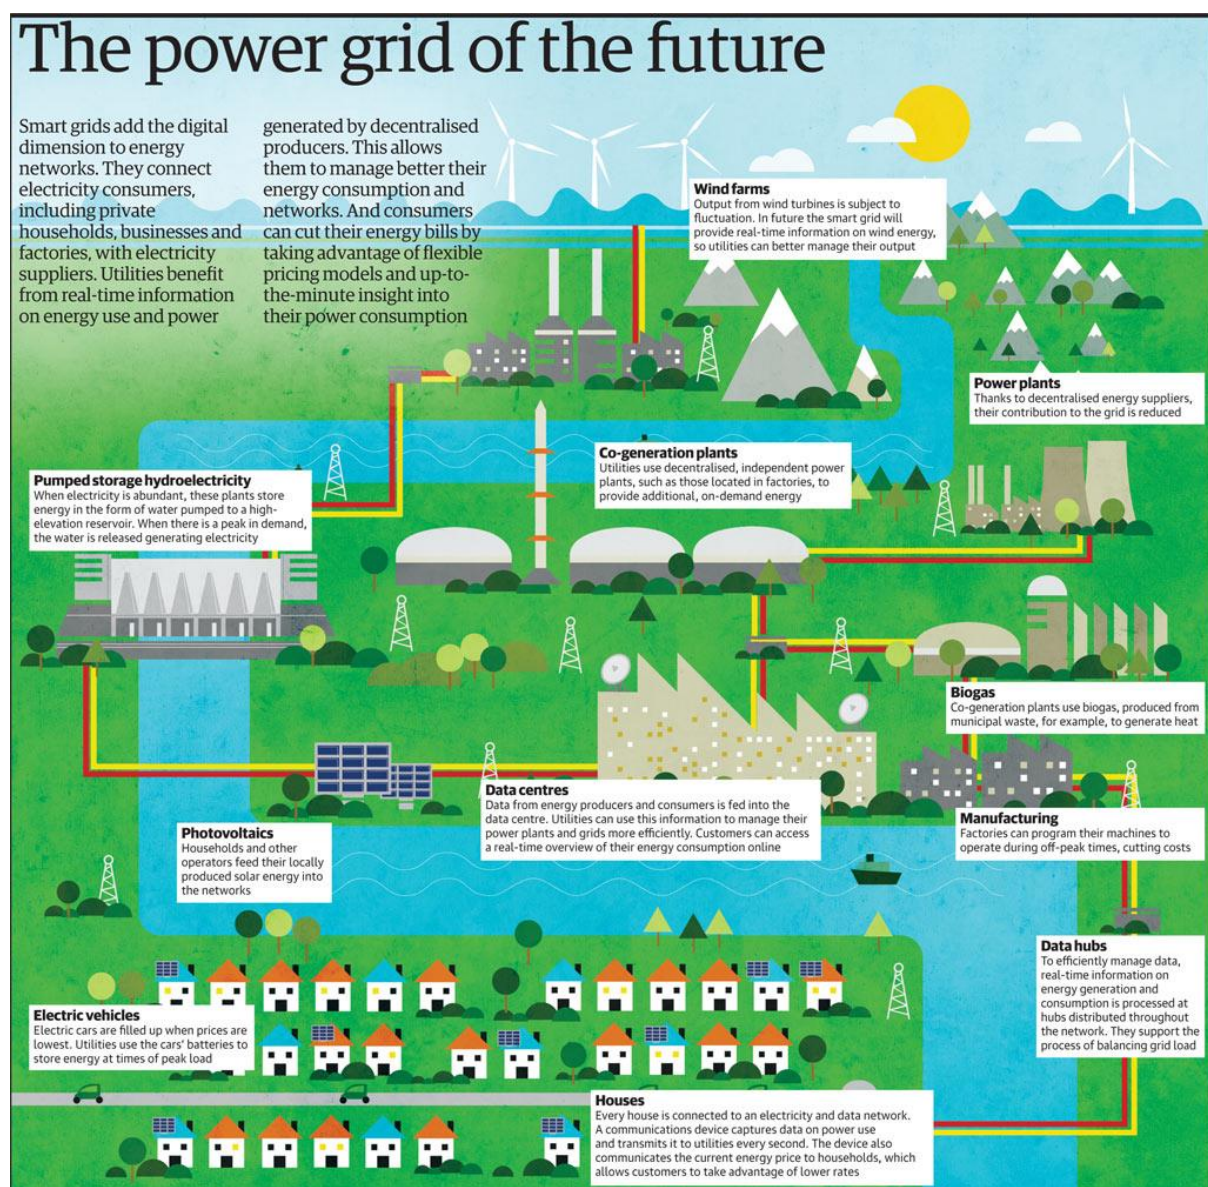 The power grid of the future
Smart grids add the digital
dimension to energy
networks. They connect
electricity consumers,
including private
households, businesses and
factories, with electricity
suppliers. Utilities benefit
from real-time information
on energy use and power
generated by decentralised
producers. This allows
them to manage better their
energy consumption and
networks. And consumers
can cut their energy bills by
taking advantage of flexible
pricing models and up-to-
the-minute insight into
their power consumption
Wind farms
Output from wind turbines is subject to
fluctuation. In future the smart grid will
provide real-time information on wind energy,
so utilities can better manage their output
Power plants
Thanks to decentralised energy suppliers,
their contribution to the grid is reduced
Co-generation plants
Utilities use decentralised, independent power
plants, such as those located in factories, to
provide additional, on-demand energy
Pumped storage hydroelectricity
When electricity is abundant, these plants store
energy in the form of water pumped to a high-
elevation reservoir. When there is a peak in demand,
the water is released generating electricity
Biogas
Co-generation plants use biogas, produced from
municipal waste, for example, to generate heat
Data centres
Data from energy producers and consumers is fed into the
data centre. Utilities can use this information to manage their
power plants and grids more efficiently. Customers can access
a real-time overview of their energy consumption online
Manufacturing
Factories can program their machines to
operate during off-peak times, cutting costs
Photovoltaics
Households and other
operators feed their locally
produced solar energy into
the networks
Data hubs
To efficiently manage data,
real-time information on
energy generation and
consumption is processed at
hubs distributed throughout
the network. They support the
process of balancing grid load
Electric vehicles
Electric cars are filled up when prices are
lowest. Utilities use the cars' batteries to
store energy at times of peak load
Houses
Every house is connected to an electricity and data network.
A communications device captures data on power use
and transmits it to utilities every second. The device also
communicates the current energy price to households, which
allows customers to take advantage of lower rates